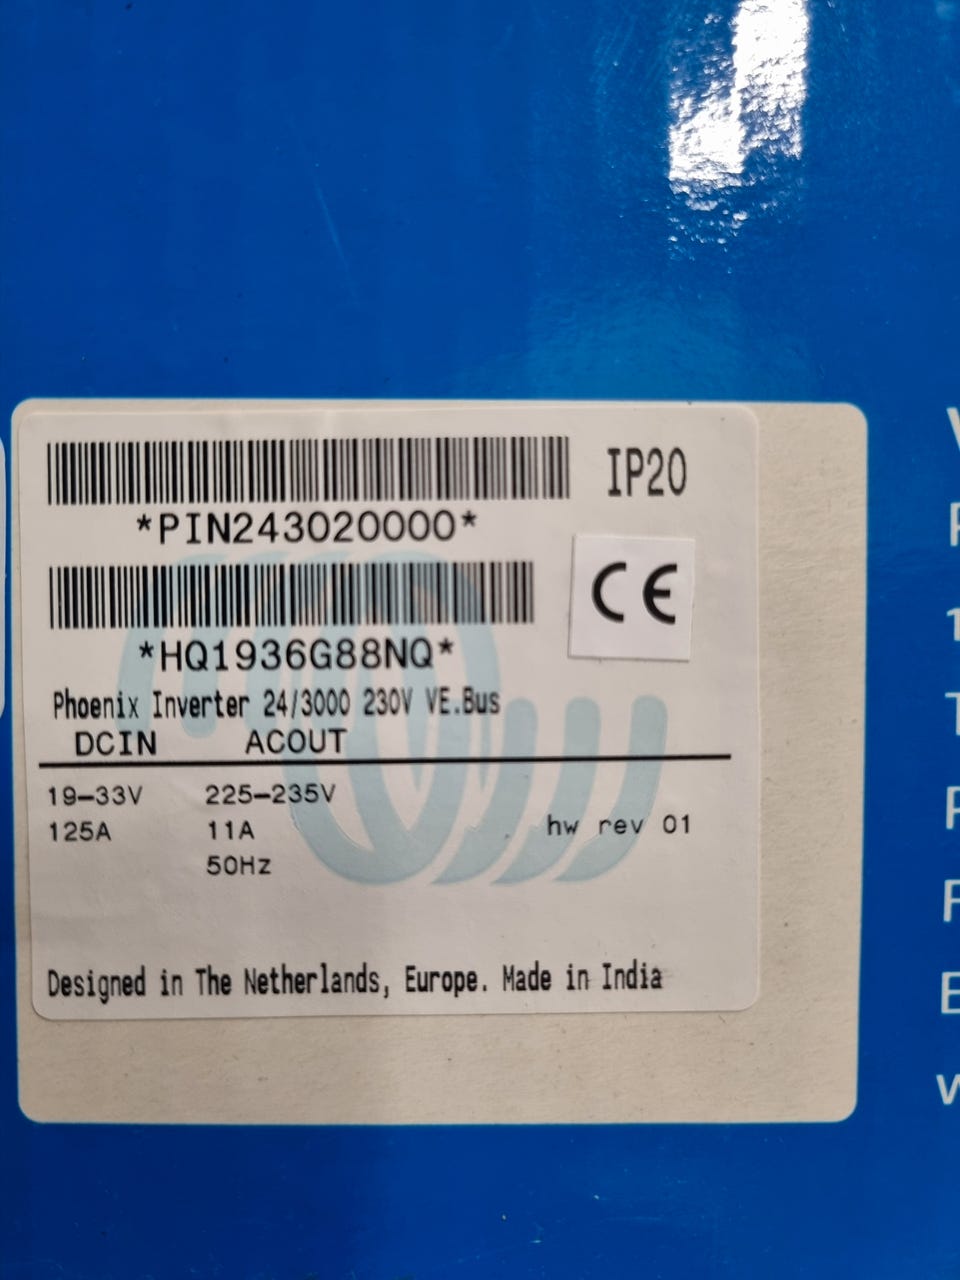 IP20
*PIN243020000*
CE
*HQ1936G88NQ*
Phoenix Inverter 24/3000 230V VE.Bus
DCIN ACOUT
19-33V 225-235V
125A 11A hw rev 01
50Hz
Designed in The Netherlands, Europe. Made in India